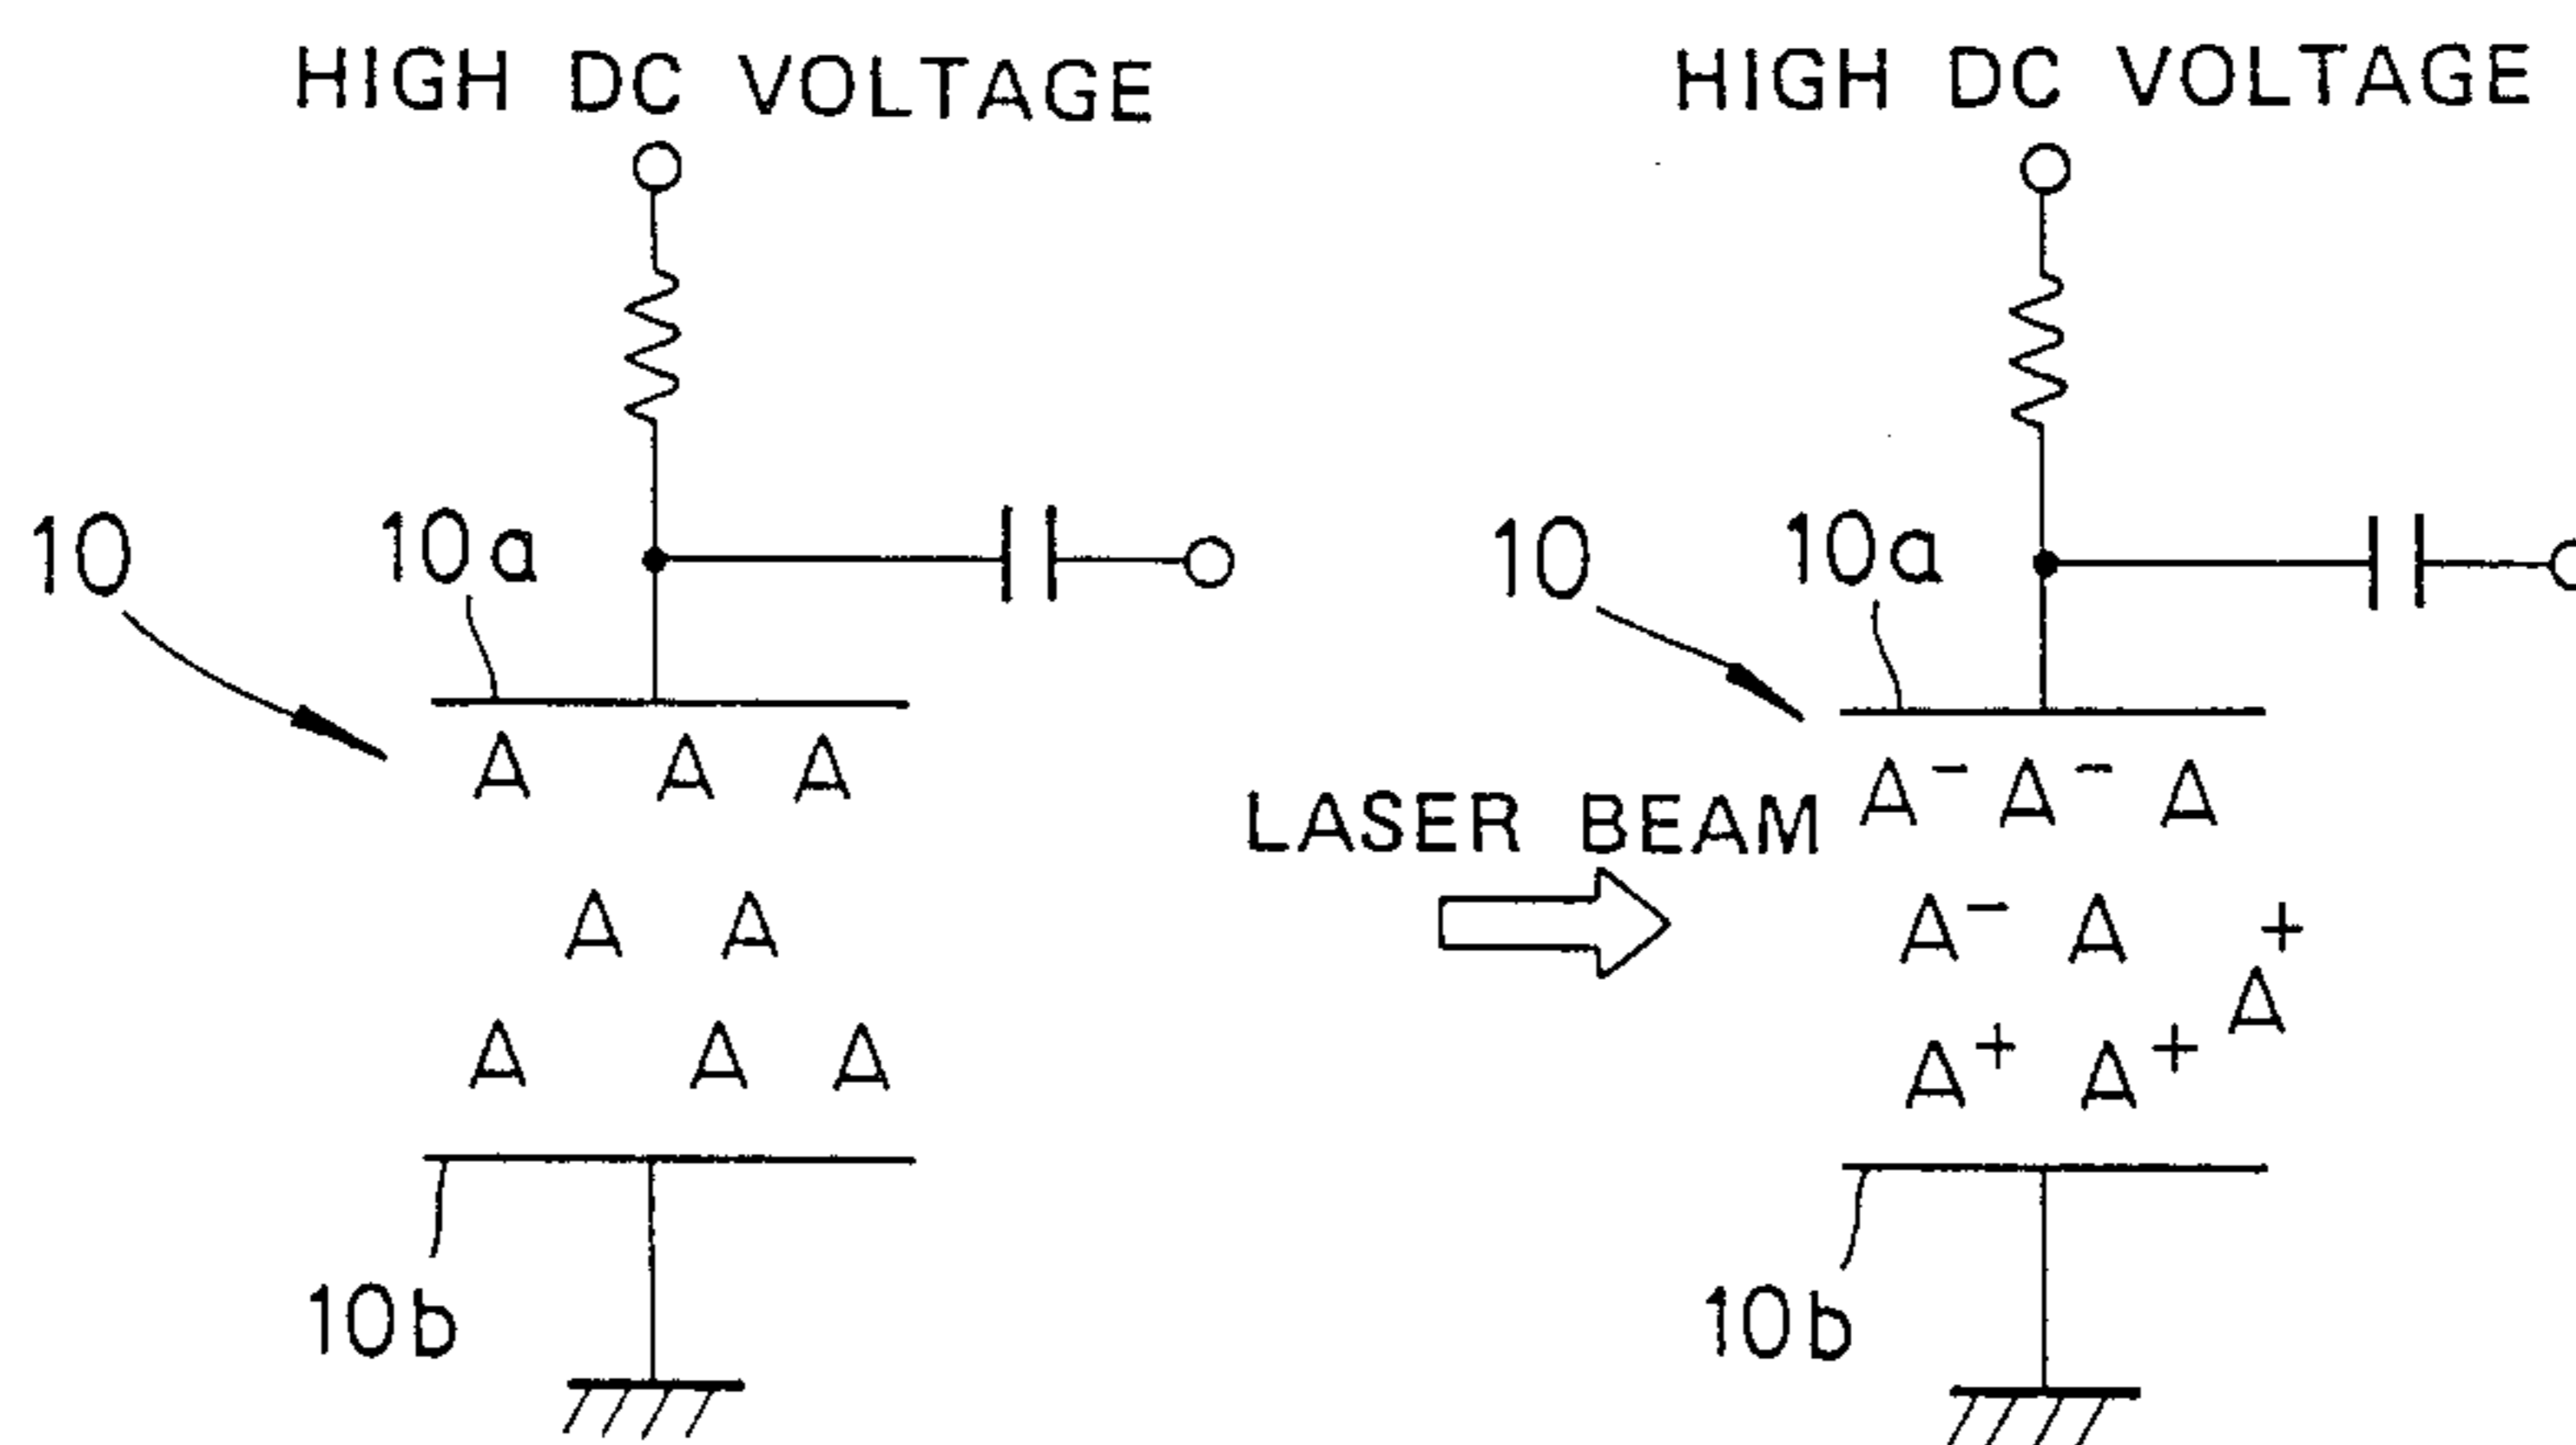 HIGH DC VOLTAGE
10
10a
A A A
A A
A A A
10b
HIGH DC VOLTAGE
10
10a
LASER BEAM
A⁻ A⁻ A
A⁻ A A⁺
A⁺ A⁺
10b